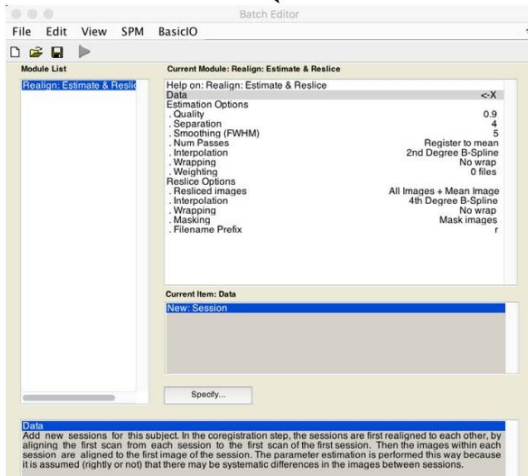 Batch Editor
File Edit View SPM BasicIO
Module List
Realign: Estimate & Reslic
Current Module: Realign: Estimate & Reslice
Help on: Realign: Estimate & Reslice
Data <-X
Estimation Options
. Quality 0.9
. Separation 4
. Smoothing (FWHM) 5
. Num Passes Register to mean
. Interpolation 2nd Degree B-Spline
. Wrapping No wrap
. Weighting 0 files
Reslice Options
. Resliced images All Images + Mean Image
. Interpolation 4th Degree B-Spline
. Wrapping No wrap
. Masking Mask images
. Filename Prefix r
Current Item: Data
New: Session
Specify...
Data
Add new sessions for this subject. In the coregistration step, the sessions are first realigned to each other, by
aligning the first scan from each session to the first scan of the first session. Then the images within each
session are aligned to the first image of the session. The parameter estimation is performed this way because
it is assumed (rightly or not) that there may be systematic differences in the images between sessions.